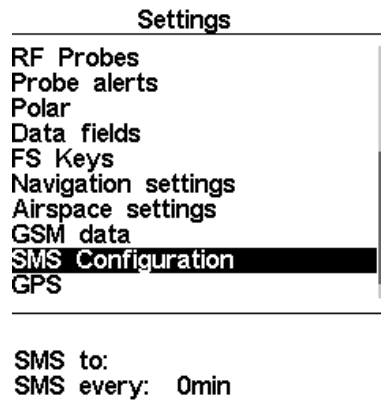 Settings
RF Probes
Probe alerts
Polar
Data fields
FS Keys
Navigation settings
Airspace settings
GSM data
SMS Configuration
GPS
SMS to:
SMS every: 0min